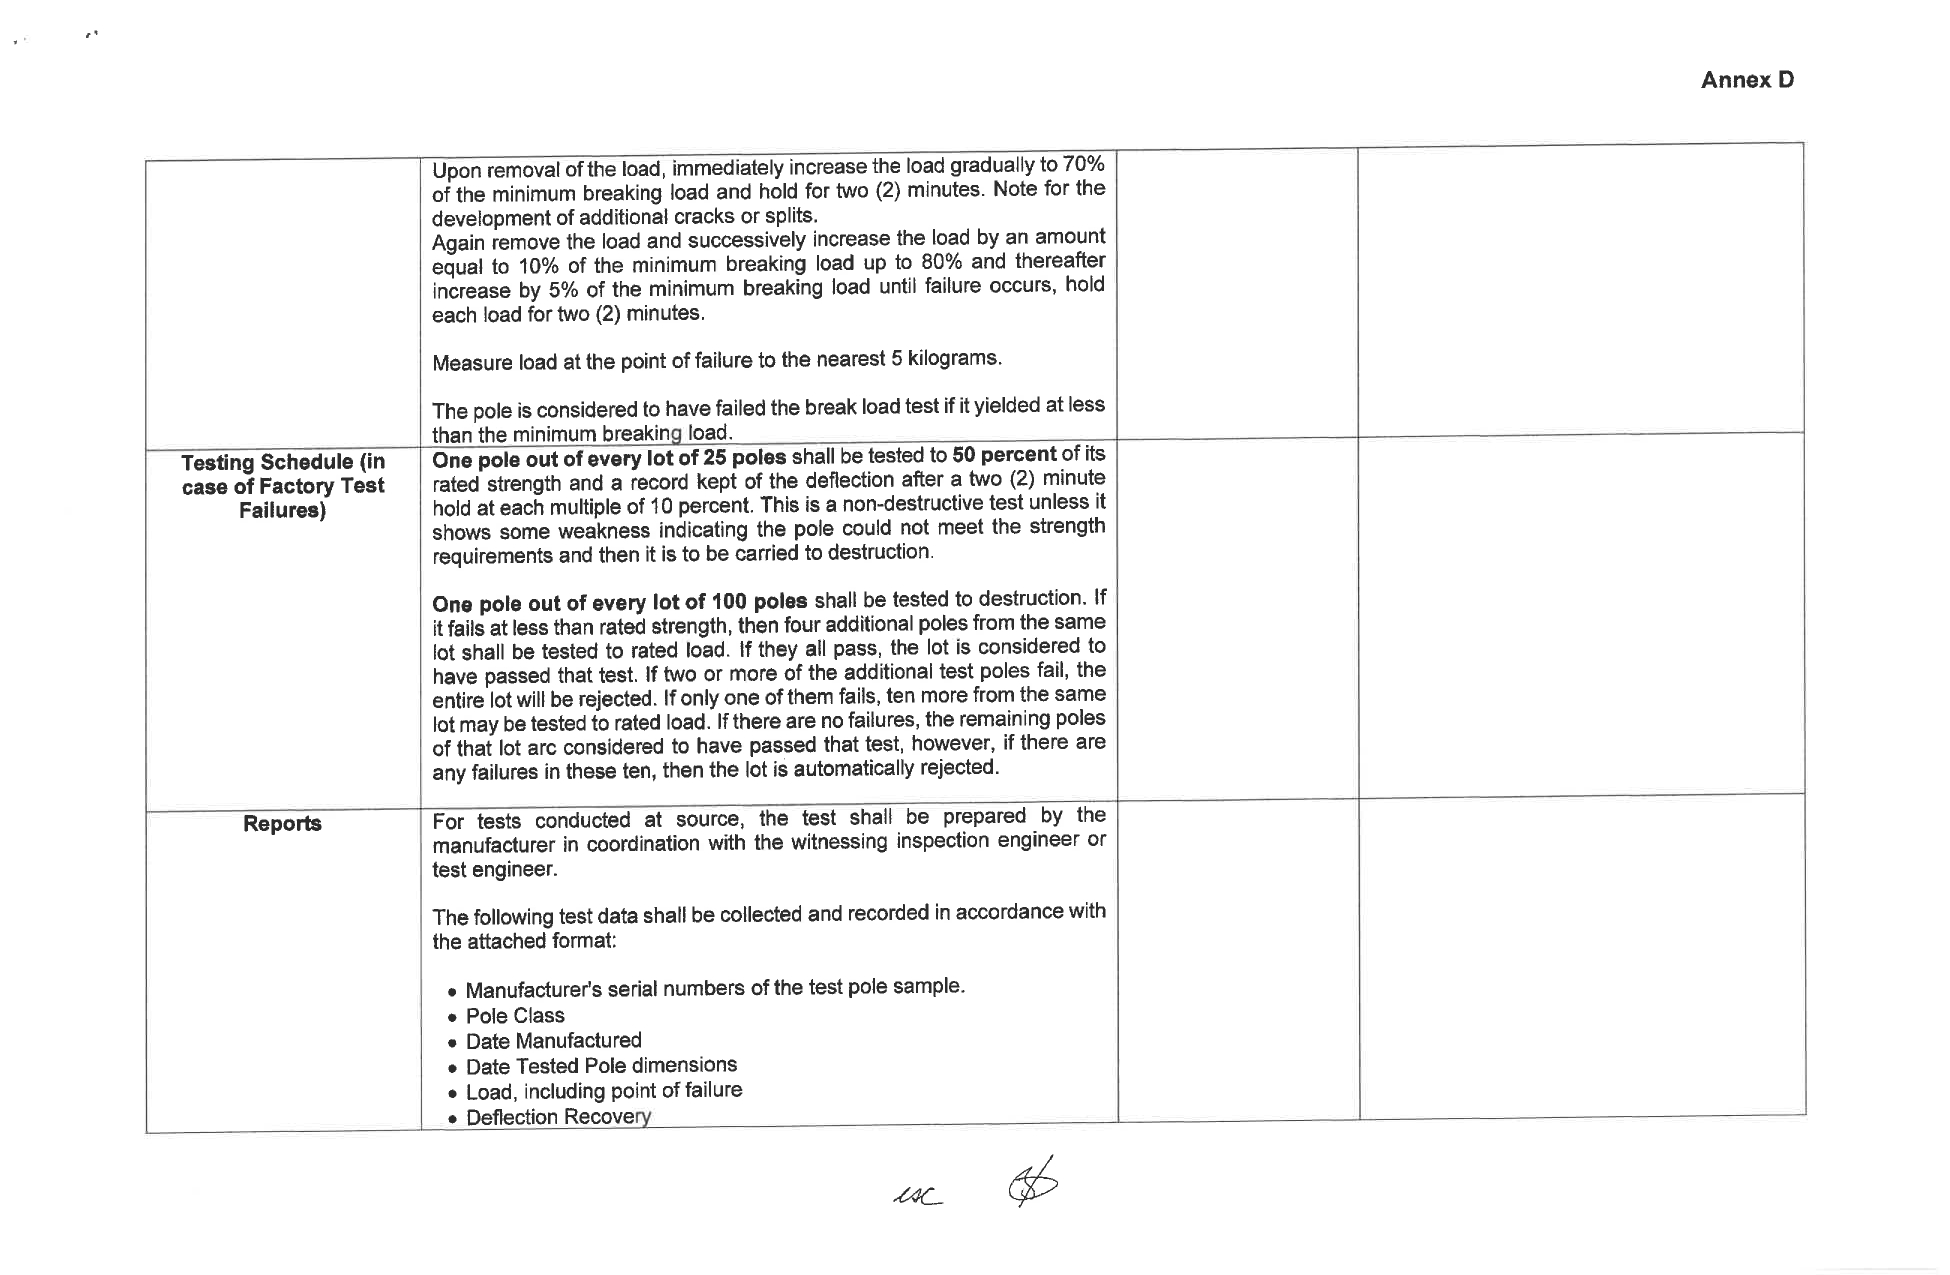 Annex D
Upon removal of the load, immediately increase the load gradually to 70%
of the minimum breaking load and hold for two (2) minutes. Note for the
development of additional cracks or splits.
Again remove the load and successively increase the load by an amount
equal to 10% of the minimum breaking load up to 80% and thereafter
increase by 5% of the minimum breaking load until failure occurs, hold
each load for two (2) minutes.
Measure load at the point of failure to the nearest 5 kilograms.
The pole is considered to have failed the break load test if it yielded at less
than the minimum breaking load.
Testing Schedule (in
case of Factory Test
Failures)
One pole out of every lot of 25 poles shall be tested to 50 percent of its
rated strength and a record kept of the deflection after a two (2) minute
hold at each multiple of 10 percent. This is a non-destructive test unless it
shows some weakness indicating the pole could not meet the strength
requirements and then it is to be carried to destruction.
One pole out of every lot of 100 poles shall be tested to destruction. If
it fails at less than rated strength, then four additional poles from the same
lot shall be tested to rated load. If they all pass, the lot is considered to
have passed that test. If two or more of the additional test poles fail, the
entire lot will be rejected. If only one of them fails, ten more from the same
lot may be tested to rated load. If there are no failures, the remaining poles
of that lot arc considered to have passed that test, however, if there are
any failures in these ten, then the lot is automatically rejected.
Reports
For tests conducted at source, the test shall be prepared by the
manufacturer in coordination with the witnessing inspection engineer or
test engineer.
The following test data shall be collected and recorded in accordance with
the attached format:
• Manufacturer's serial numbers of the test pole sample.
• Pole Class
• Date Manufactured
• Date Tested Pole dimensions
• Load, including point of failure
• Deflection Recovery